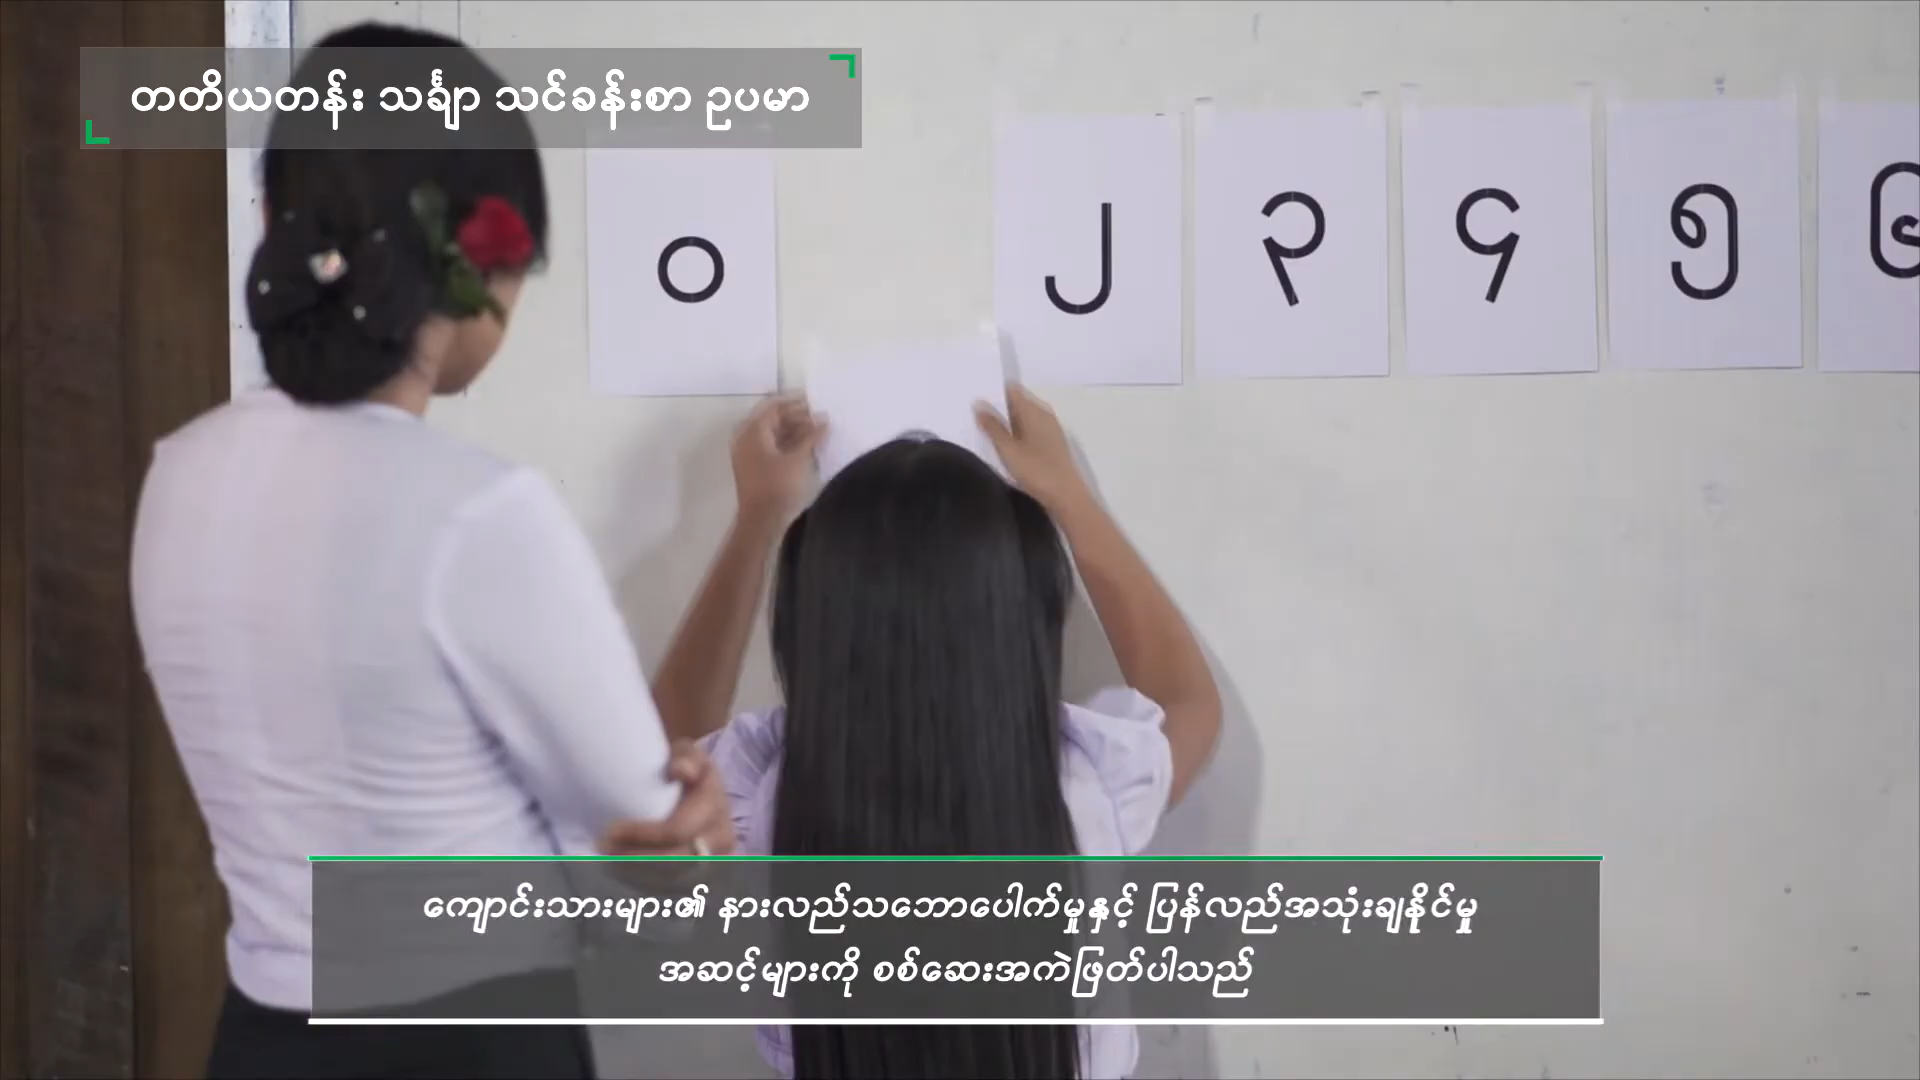 တတိယတန်း သင်္ချာ သင်ခန်းစာ ဥပမာ
၀ ၂ ၃ ၄ ၅ ၆
ကျောင်းသားများ၏ နားလည်သဘောပေါက်မှုနှင့် ပြန်လည်အသုံးချနိုင်မှု
အဆင့်များကို စစ်ဆေးအကဲဖြတ်ပါသည်